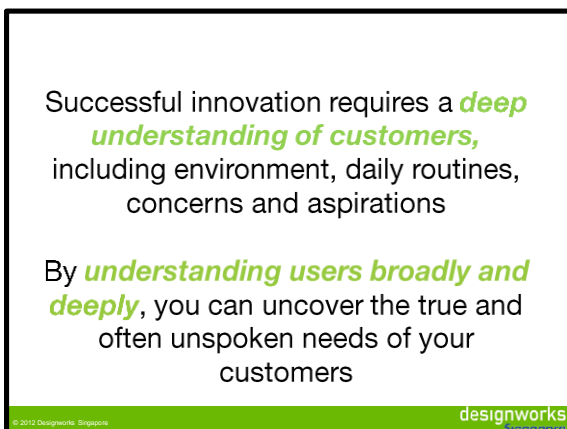 Successful innovation requires a deep
understanding of customers,
including environment, daily routines,
concerns and aspirations
By understanding users broadly and
deeply, you can uncover the true and
often unspoken needs of your
customers
© 2012 Designworks Singapore
designworks
Singapore